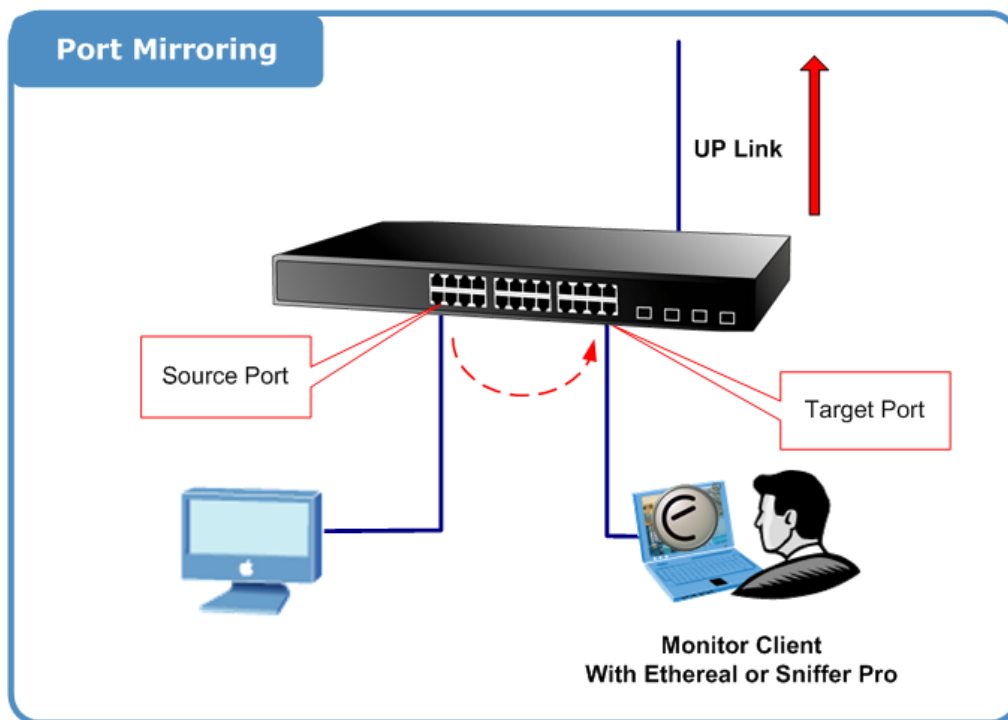 Port Mirroring
UP Link
Source Port
Target Port
Monitor Client
With Ethereal or Sniffer Pro